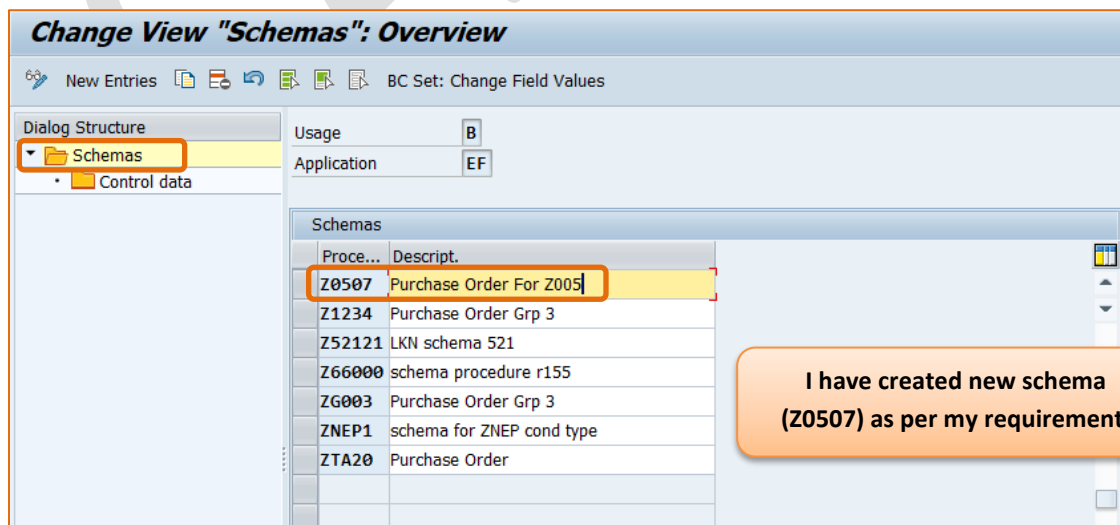 Change View "Schemas": Overview
New Entries BC Set: Change Field Values
Dialog Structure
Schemas
Control data
Usage B
Application EF
Schemas
Proce... Descript.
Z0507 Purchase Order For Z005
Z1234 Purchase Order Grp 3
Z52121 LKN schema 521
Z66000 schema procedure r155
ZG003 Purchase Order Grp 3
ZNEP1 schema for ZNEP cond type
ZTA20 Purchase Order
I have created new schema
(Z0507) as per my requirement